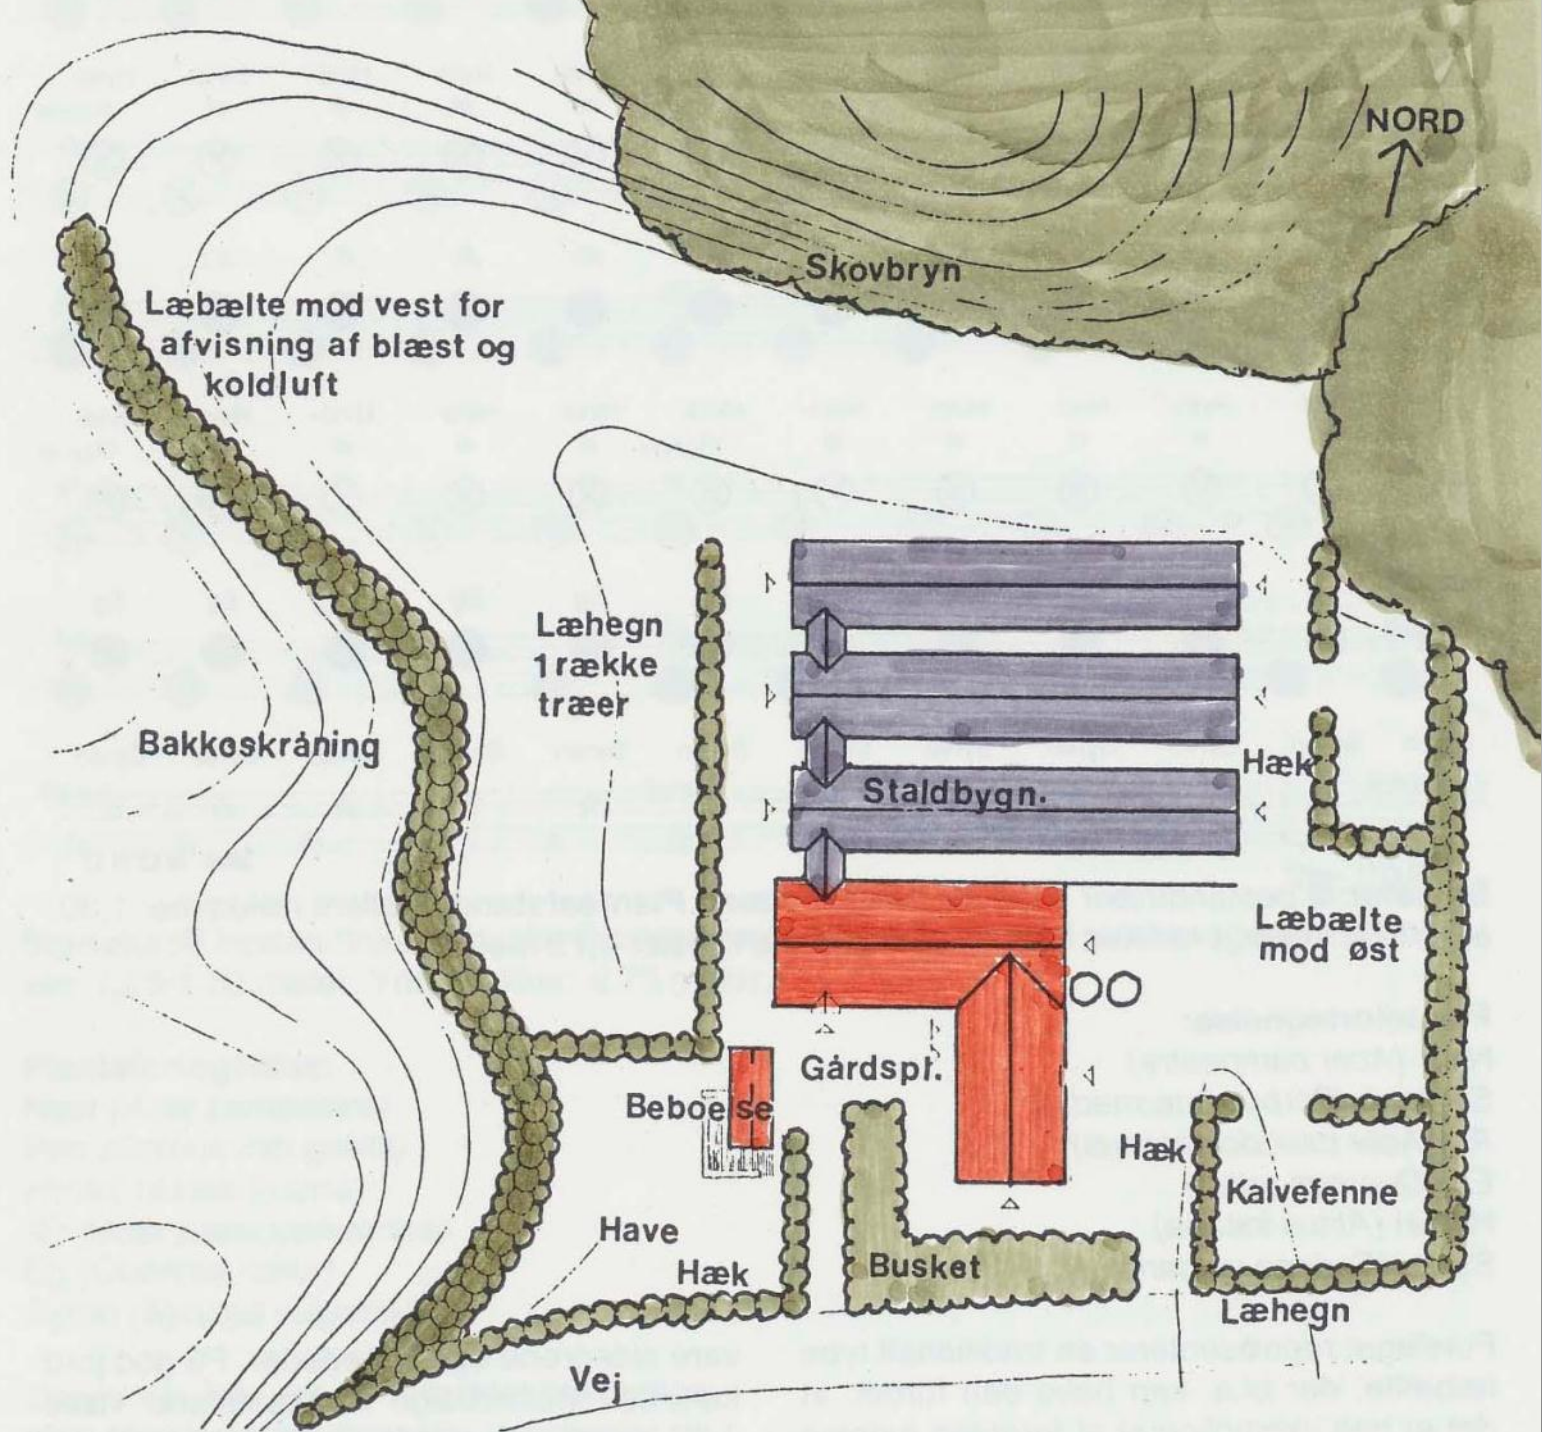 NORD
Skovbryn
Læbælte mod vest for
afvisning af blæst og
koldluft
Læhegn
1 række
træer
Bakkeskråning
Hæk
Staldbygn.
Læbælte
mod øst
Gårdspl.
Beboelse
Hæk
Kalvefenne
Have
Hæk
Busket
Læhegn
Vej